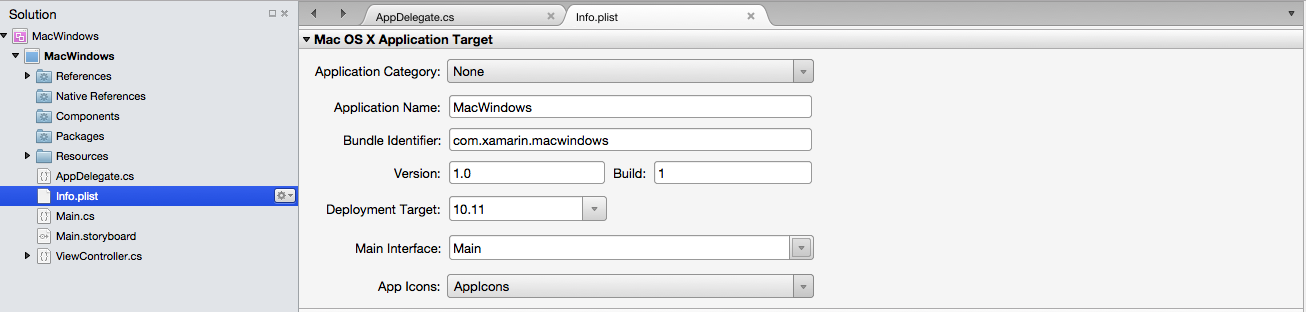 Solution
MacWindows
MacWindows
References
Native References
Components
Packages
Resources
AppDelegate.cs
Info.plist
Main.cs
Main.storyboard
ViewController.cs
AppDelegate.cs Info.plist
Mac OS X Application Target
Application Category: None
Application Name: MacWindows
Bundle Identifier: com.xamarin.macwindows
Version: 1.0 Build: 1
Deployment Target: 10.11
Main Interface: Main
App Icons: AppIcons